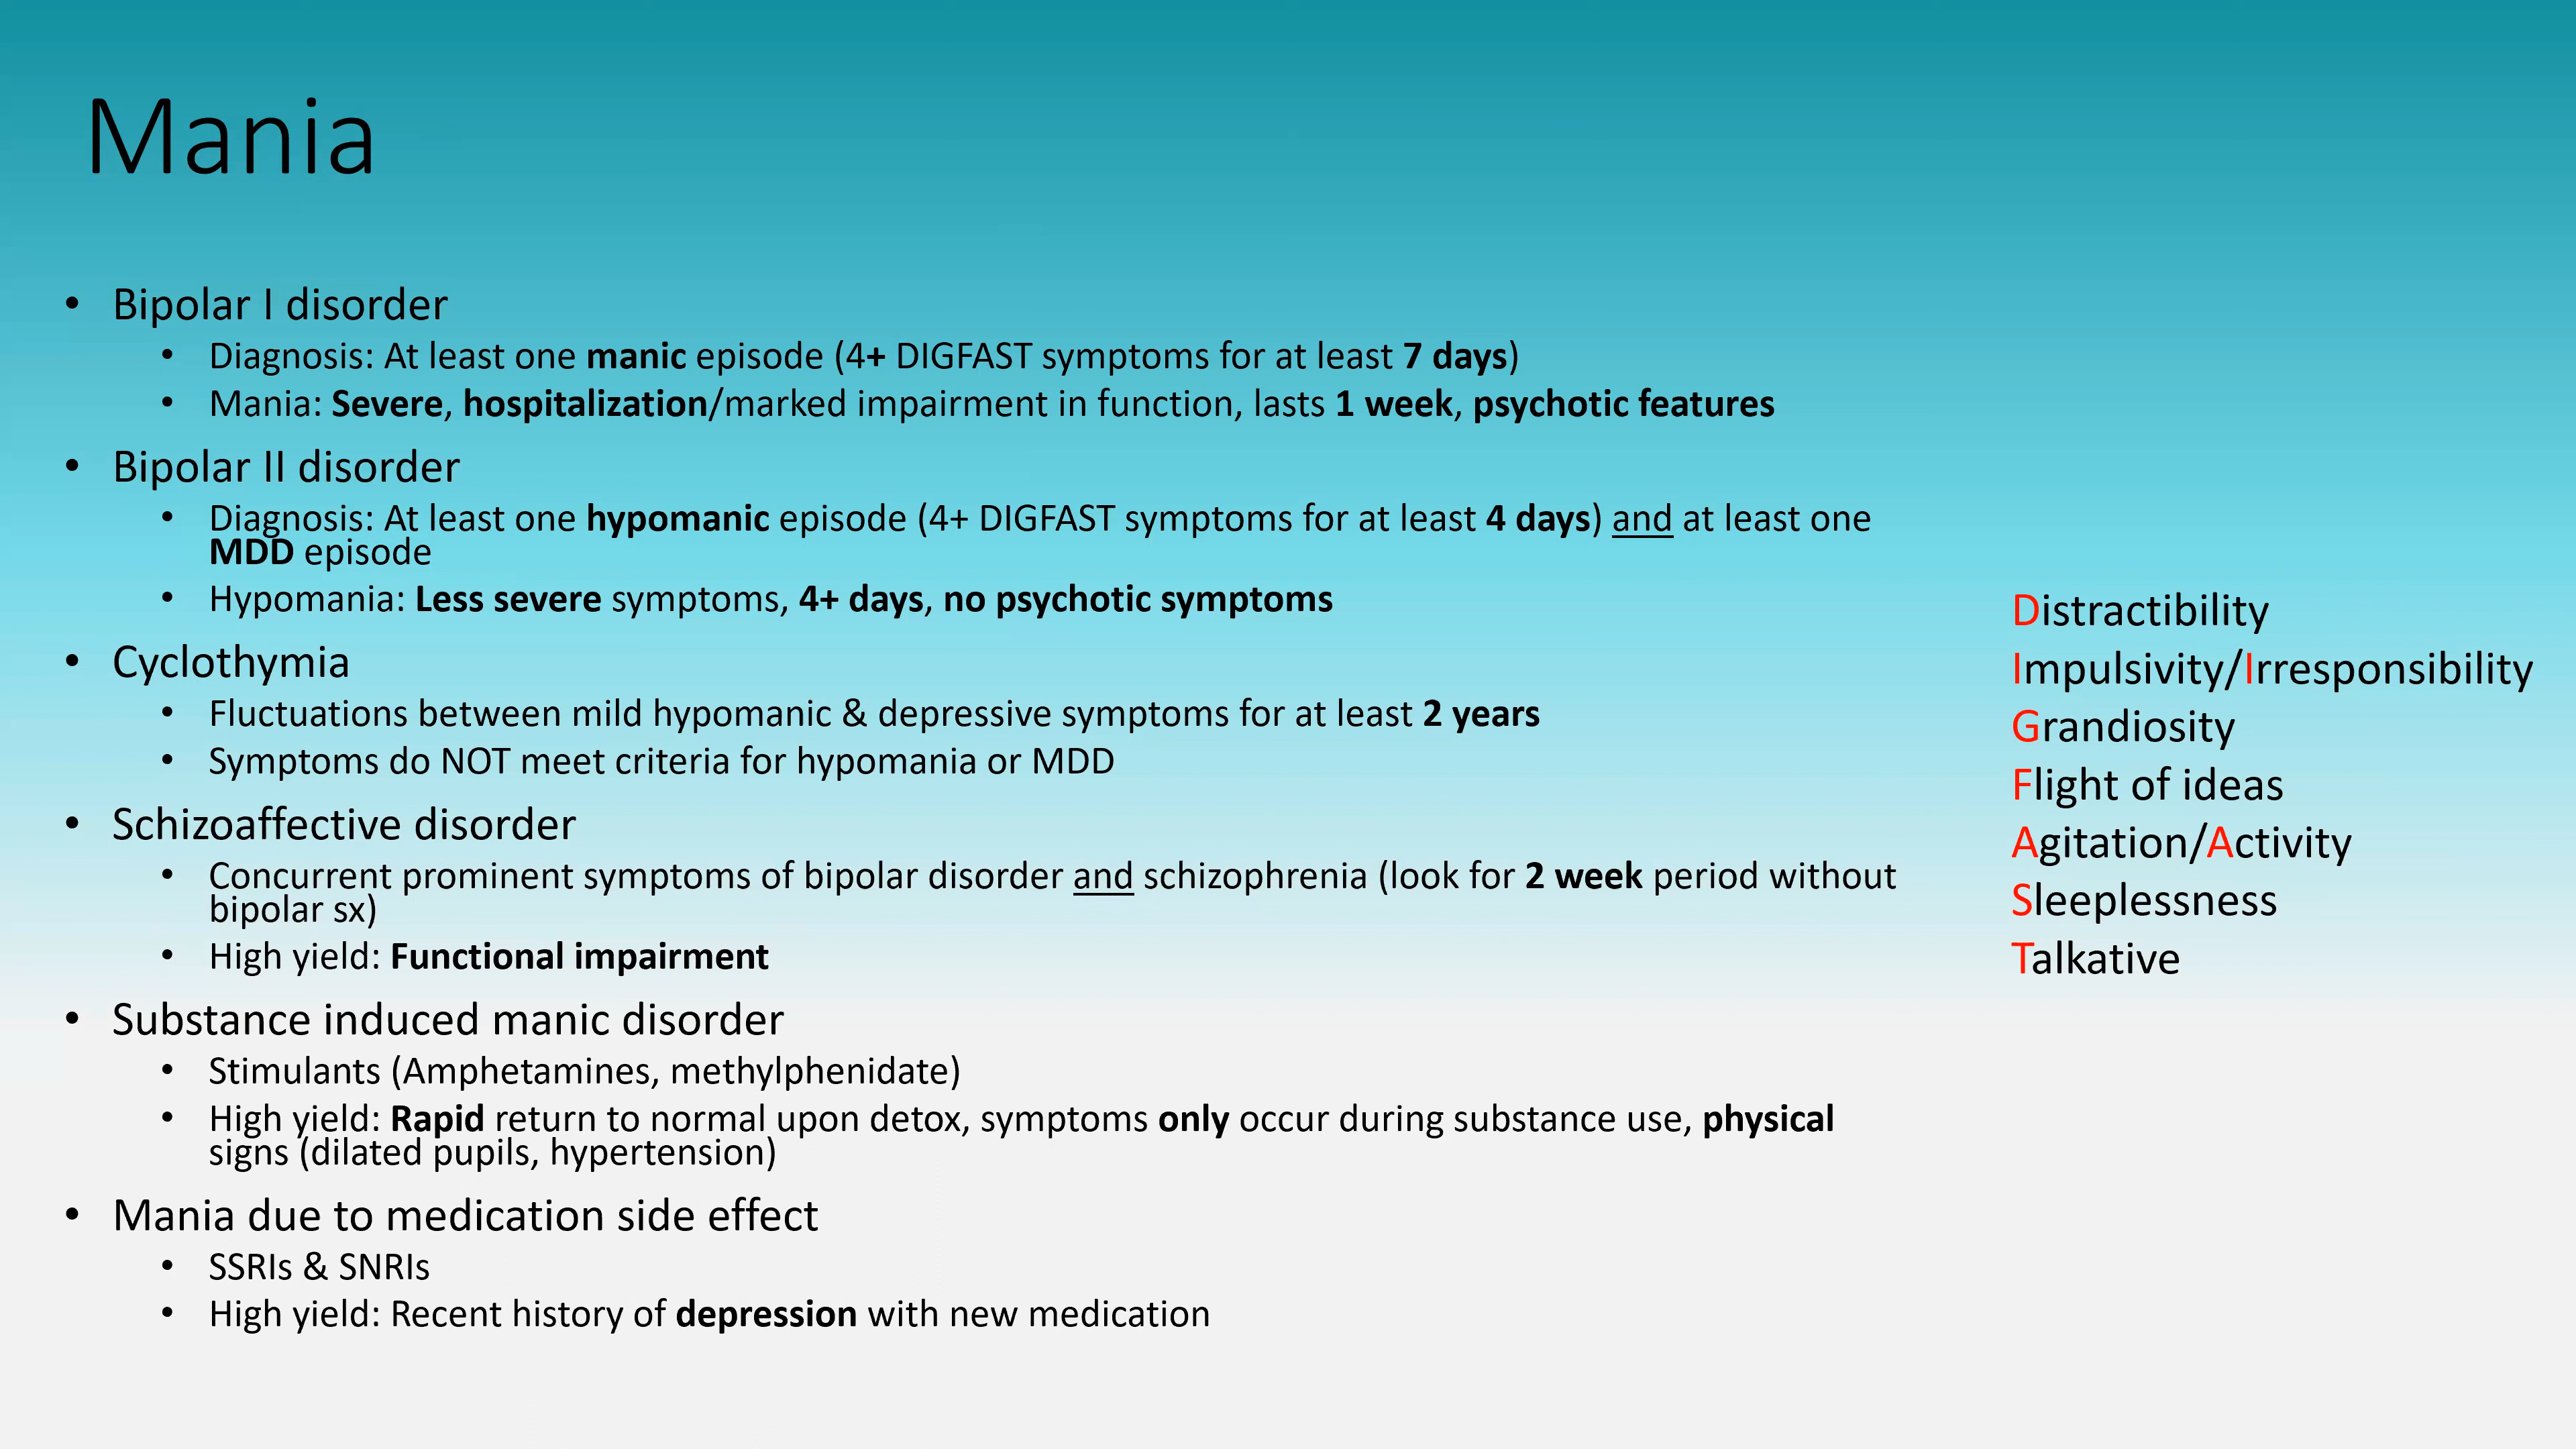 Mania
• Bipolar I disorder
• Diagnosis: At least one manic episode (4+ DIGFAST symptoms for at least 7 days)
• Mania: Severe, hospitalization/marked impairment in function, lasts 1 week, psychotic features
• Bipolar II disorder
• Diagnosis: At least one hypomanic episode (4+ DIGFAST symptoms for at least 4 days) and at least one
MDD episode
• Hypomania: Less severe symptoms, 4+ days, no psychotic symptoms
• Cyclothymia
• Fluctuations between mild hypomanic & depressive symptoms for at least 2 years
• Symptoms do NOT meet criteria for hypomania or MDD
• Schizoaffective disorder
• Concurrent prominent symptoms of bipolar disorder and schizophrenia (look for 2 week period without
bipolar sx)
• High yield: Functional impairment
• Substance induced manic disorder
• Stimulants (Amphetamines, methylphenidate)
• High yield: Rapid return to normal upon detox, symptoms only occur during substance use, physical
signs (dilated pupils, hypertension)
• Mania due to medication side effect
• SSRIs & SNRIs
• High yield: Recent history of depression with new medication
Distractibility
Impulsivity/Irresponsibility
Grandiosity
Flight of ideas
Agitation/Activity
Sleeplessness
Talkative